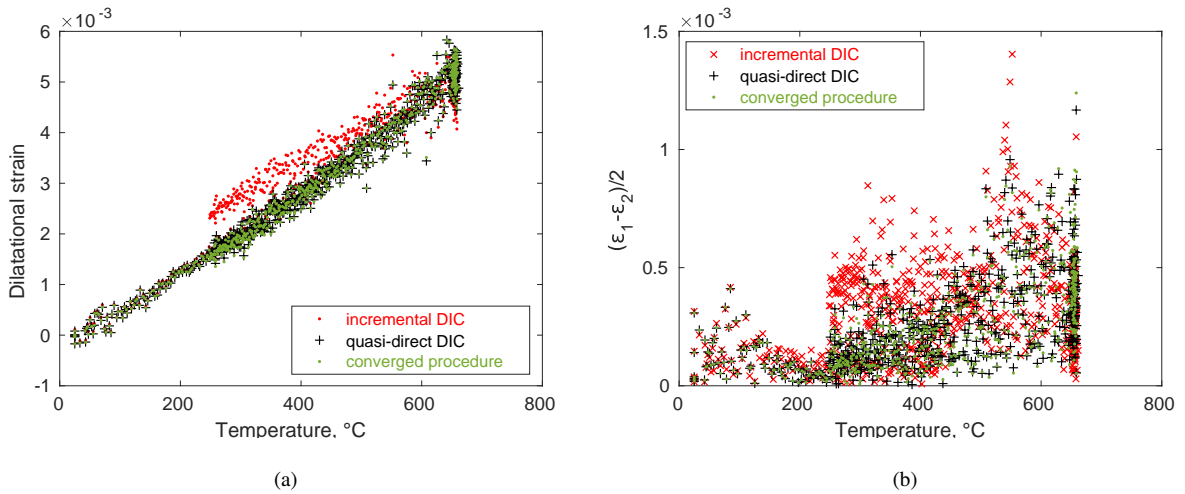 ×10⁻³
6
5
4
3
2
1
0
-1
0 200 400 600 800
Dilatational strain
Temperature, °C
incremental DIC
quasi-direct DIC
converged procedure
(a)
×10⁻³
1.5
1
0.5
0
0 200 400 600 800
(ε₁-ε₂)/2
Temperature, °C
incremental DIC
quasi-direct DIC
converged procedure
(b)